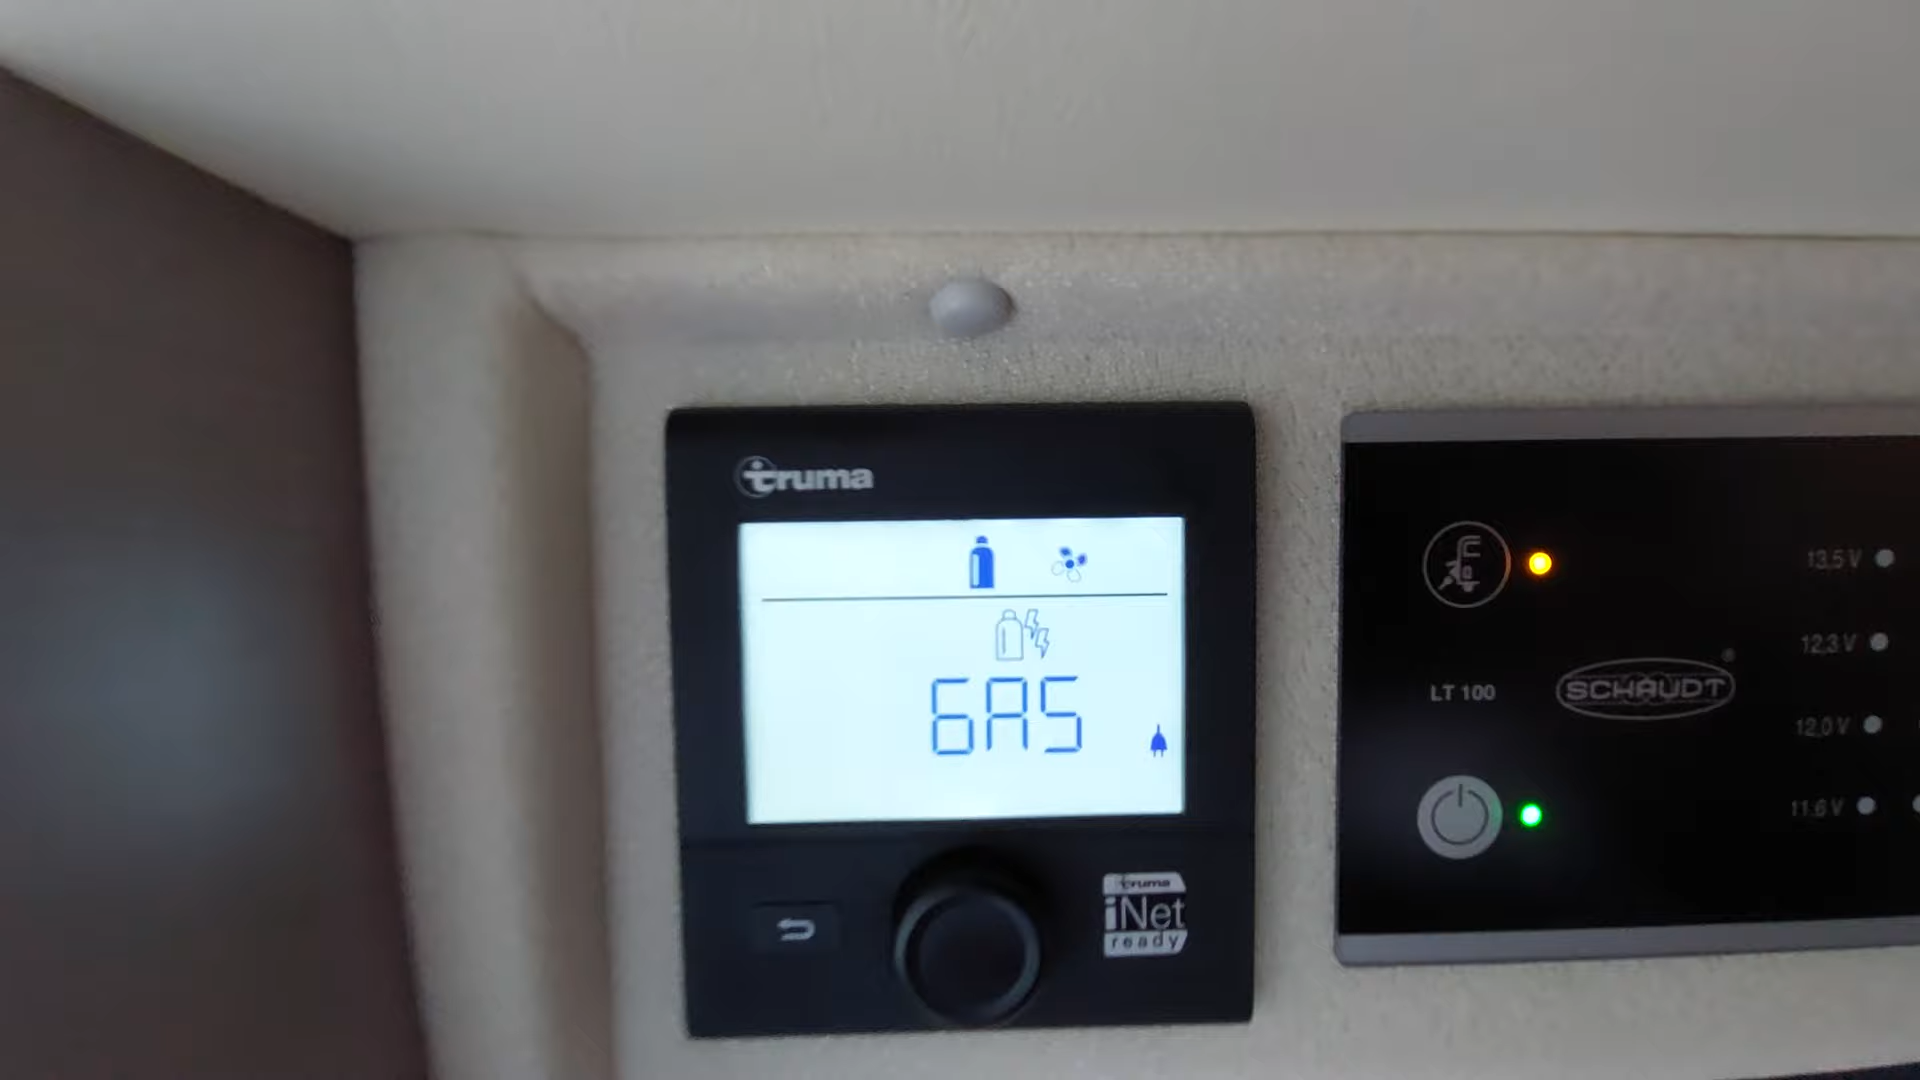 truma
GAS
truma
iNet
ready
13,5 V
12,3 V
LT 100
SCHAUDT®
12,0 V
11,6 V